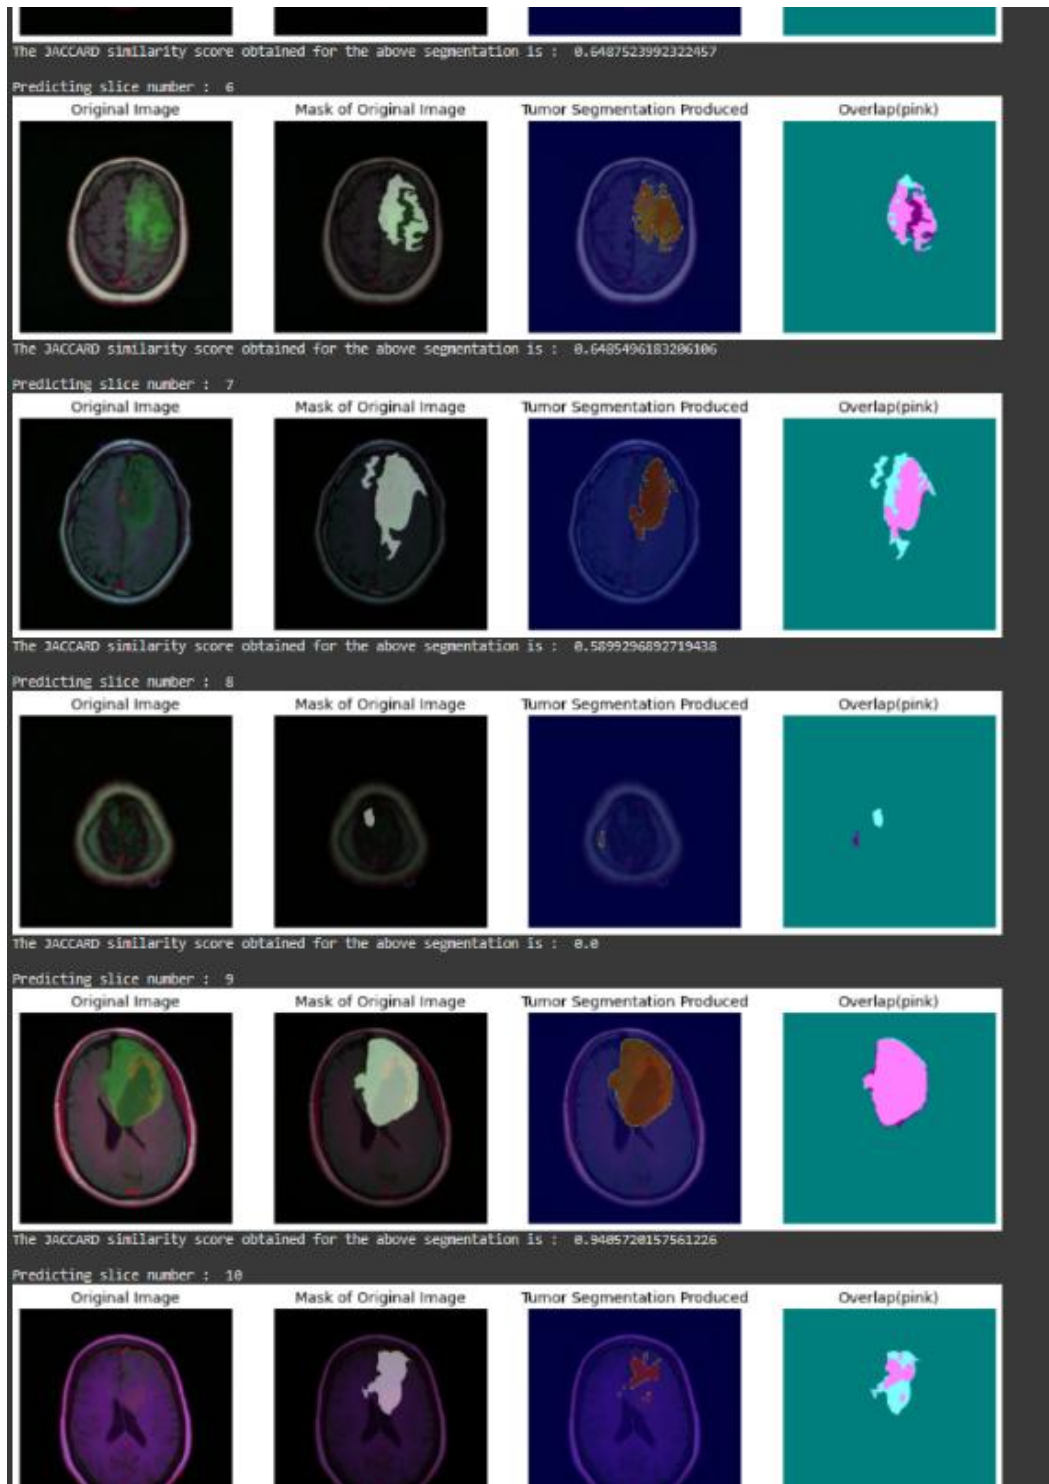 The JACCARD similarity score obtained for the above segmentation is :  0.6487523992322457
Predicting slice number :  6
Original Image Mask of Original Image Tumor Segmentation Produced Overlap(pink)
The JACCARD similarity score obtained for the above segmentation is :  0.6485496183206106
Predicting slice number :  7
Original Image Mask of Original Image Tumor Segmentation Produced Overlap(pink)
The JACCARD similarity score obtained for the above segmentation is :  0.5899296892719438
Predicting slice number :  8
Original Image Mask of Original Image Tumor Segmentation Produced Overlap(pink)
The JACCARD similarity score obtained for the above segmentation is :  0.0
Predicting slice number :  9
Original Image Mask of Original Image Tumor Segmentation Produced Overlap(pink)
The JACCARD similarity score obtained for the above segmentation is :  0.9405720157561226
Predicting slice number :  10
Original Image Mask of Original Image Tumor Segmentation Produced Overlap(pink)